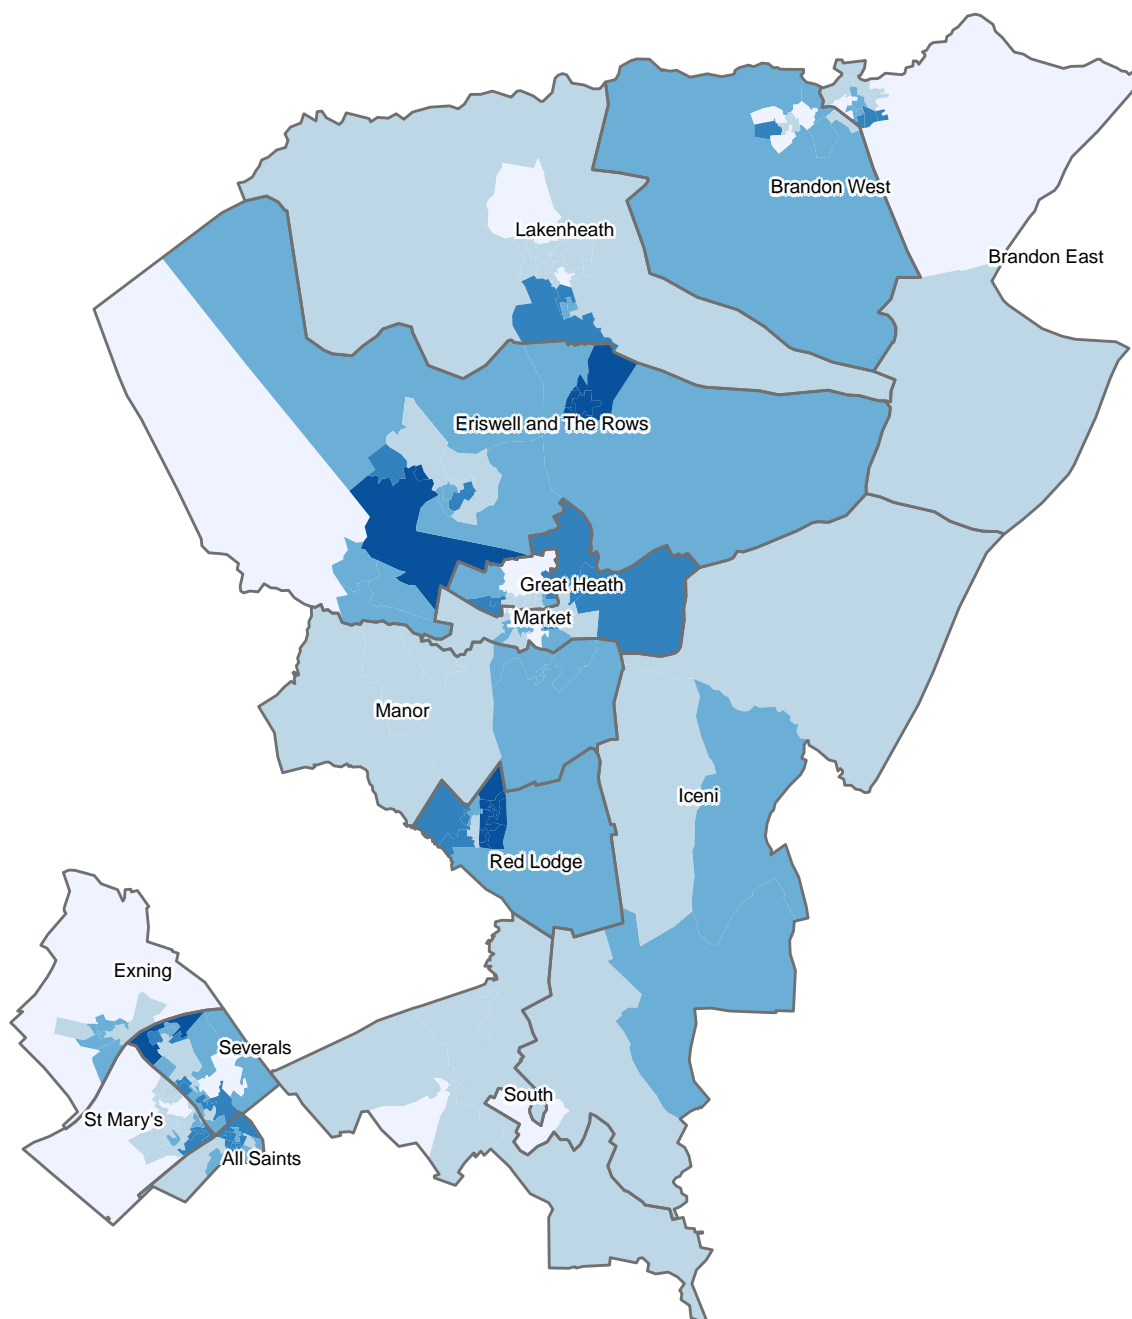 Brandon West
Lakenheath
Brandon East
Eriswell and The Rows
Great Heath
Market
Manor
Iceni
Red Lodge
Exning
Severals
South
St Mary's
All Saints